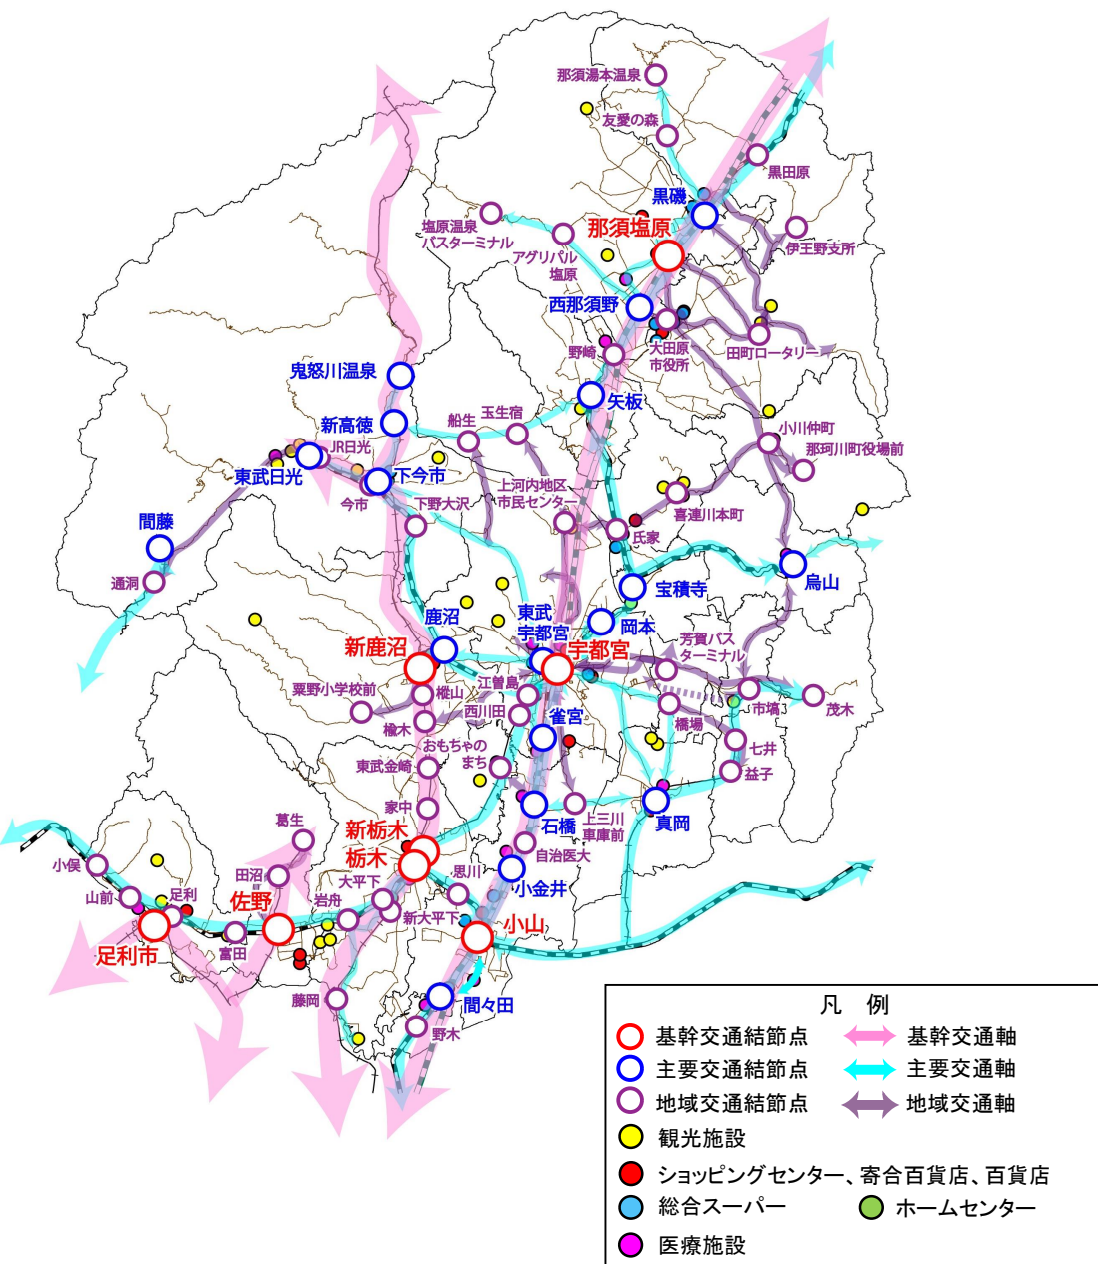 那須湯本温泉
友愛の森
黒田原
黒磯
塩原温泉
バスターミナル
那須塩原
アグリパル
塩原
伊王野支所
西那須野
野崎
大田原
市役所
田町ロータリー
鬼怒川温泉
矢板
新高徳
船生
玉生宿
小川仲町
那珂川町役場前
JR日光
東武日光
下今市
今市
下野大沢
上河内地区
市民センター
喜連川本町
氏家
間藤
通洞
烏山
宝積寺
岡本
鹿沼
東武
宇都宮
宇都宮
新鹿沼
芳賀バス
ターミナル
粟野小学校前
樅山
江曽島
西川田
楡木
雀宮
市塙
茂木
橋場
七井
益子
おもちゃの
まち
東武金崎
家中
石橋
上三川
車庫前
真岡
葛生
新栃木
栃木
自治医大
小金井
小俣
田沼
大平下
思川
山前
足利
佐野
岩舟
新大平下
小山
足利市
富田
藤岡
間々田
野木
凡 例
基幹交通結節点
基幹交通軸
主要交通結節点
主要交通軸
地域交通結節点
地域交通軸
観光施設
ショッピングセンター、寄合百貨店、百貨店
総合スーパー
ホームセンター
医療施設